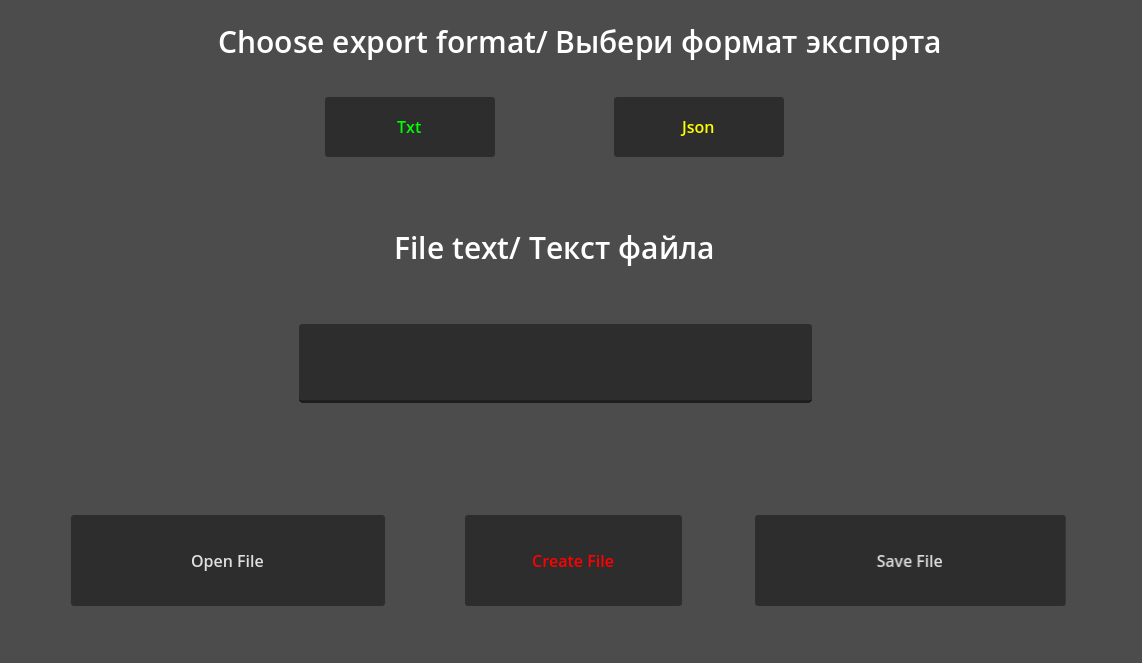 Choose export format/ Выбери формат экспорта
Txt
Json
File text/ Текст файла
Open File
Create File
Save File